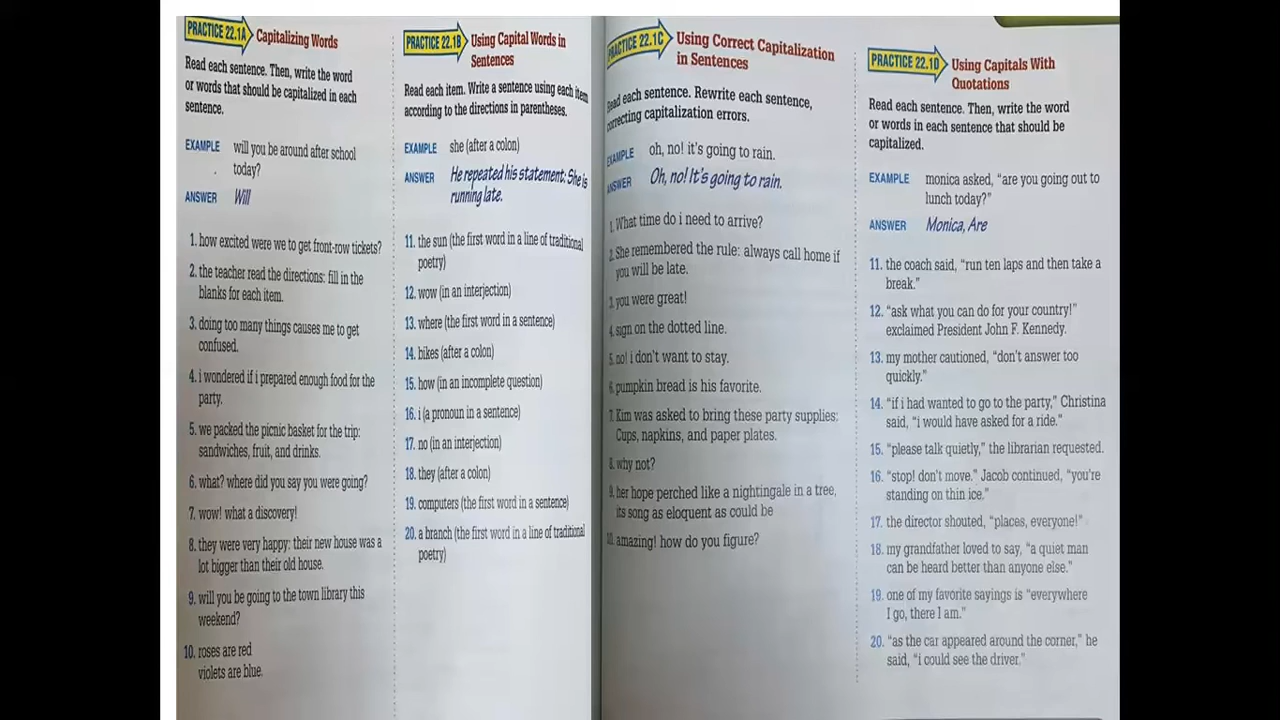 PRACTICE 22.1A Capitalizing Words
Read each sentence. Then, write the word
or words that should be capitalized in each
sentence.
EXAMPLE will you be around after school
today?
ANSWER Will
1. how excited were we to get front-row tickets?
2. the teacher read the directions: fill in the
blanks for each item.
3. doing too many things causes me to get
confused.
4. i wondered if i prepared enough food for the
party.
5. we packed the picnic basket for the trip:
sandwiches, fruit, and drinks.
6. what? where did you say you were going?
7. wow! what a discovery!
8. they were very happy: their new house was a
lot bigger than their old house.
9. will you be going to the town library this
weekend?
10. roses are red
violets are blue.
PRACTICE 22.1B Using Capital Words in
Sentences
Read each item. Write a sentence using each item
according to the directions in parentheses.
EXAMPLE she (after a colon)
ANSWER He repeated his statement: She is
running late.
11. the sun (the first word in a line of traditional
poetry)
12. wow (in an interjection)
13. where (the first word in a sentence)
14. bikes (after a colon)
15. how (in an incomplete question)
16. i (a pronoun in a sentence)
17. no (in an interjection)
18. they (after a colon)
19. computers (the first word in a sentence)
20. a branch (the first word in a line of traditional
poetry)
PRACTICE 22.1C Using Correct Capitalization
in Sentences
Read each sentence. Rewrite each sentence,
correcting capitalization errors.
EXAMPLE oh, no! it's going to rain.
ANSWER Oh, no! It's going to rain.
1. What time do i need to arrive?
2. She remembered the rule: always call home if
you will be late.
3. you were great!
4. sign on the dotted line.
5. no! i don't want to stay.
6. pumpkin bread is his favorite.
7. Kim was asked to bring these party supplies:
Cups, napkins, and paper plates.
8. why not?
9. her hope perched like a nightingale in a tree,
its song as eloquent as could be
10. amazing! how do you figure?
PRACTICE 22.1D Using Capitals With
Quotations
Read each sentence. Then, write the word
or words in each sentence that should be
capitalized.
EXAMPLE monica asked, "are you going out to
lunch today?"
ANSWER Monica, Are
11. the coach said, "run ten laps and then take a
break."
12. "ask what you can do for your country!"
exclaimed President John F. Kennedy.
13. my mother cautioned, "don't answer too
quickly."
14. "if i had wanted to go to the party," Christina
said, "i would have asked for a ride."
15. "please talk quietly," the librarian requested.
16. "stop! don't move." Jacob continued, "you're
standing on thin ice."
17. the director shouted, "places, everyone!"
18. my grandfather loved to say, "a quiet man
can be heard better than anyone else."
19. one of my favorite sayings is "everywhere
I go, there I am."
20. "as the car appeared around the corner," he
said, "i could see the driver."